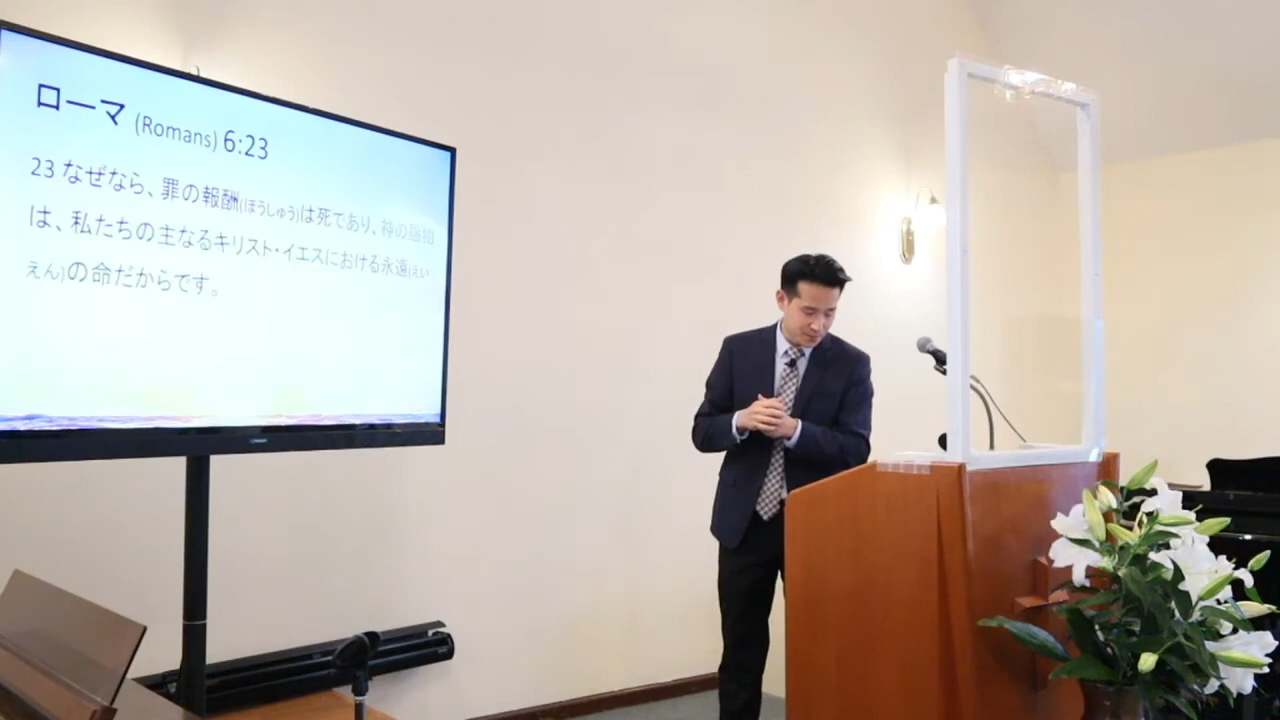 ローマ (Romans) 6:23
23 なぜなら、罪の報酬(ほうしゅう)は死であり、神の賜物
は、私たちの主なるキリスト・イエスにおける永遠(えい
えん)の命だからです。